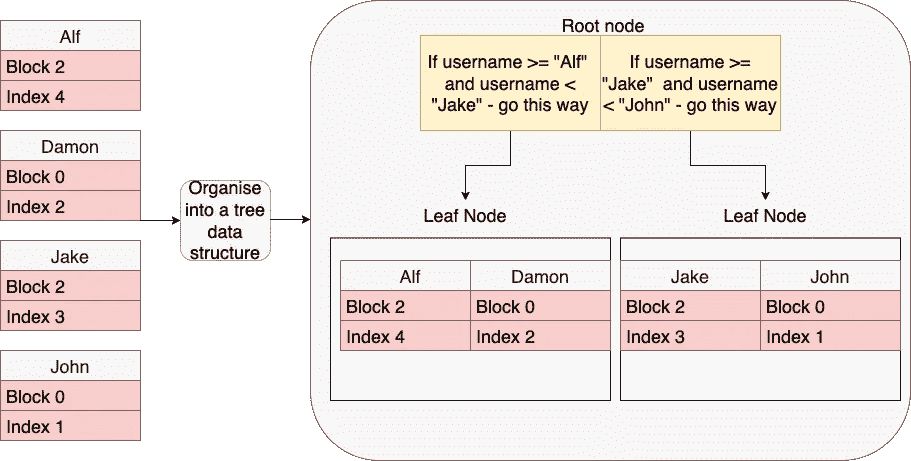 Alf
Block 2
Index 4
Damon
Block 0
Index 2
Jake
Block 2
Index 3
John
Block 0
Index 1
Organise
into a tree
data
structure
Root node
If username >= "Alf"
and username <
"Jake" - go this way
If username >=
"Jake" and username
< "John" - go this way
Leaf Node
Alf Damon
Block 2 Block 0
Index 4 Index 2
Leaf Node
Jake John
Block 2 Block 0
Index 3 Index 1